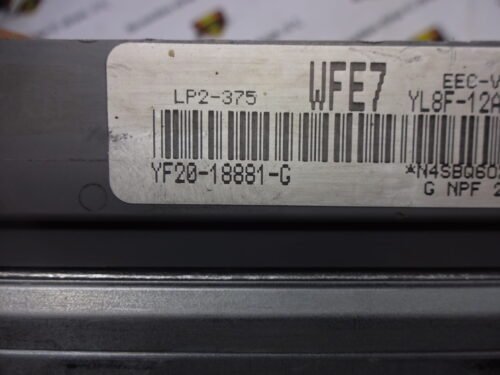 LP2-375 WFE7 EEC-V
YL8F-12A
YF20-18881-G *N4SBQ60
G NPF 2